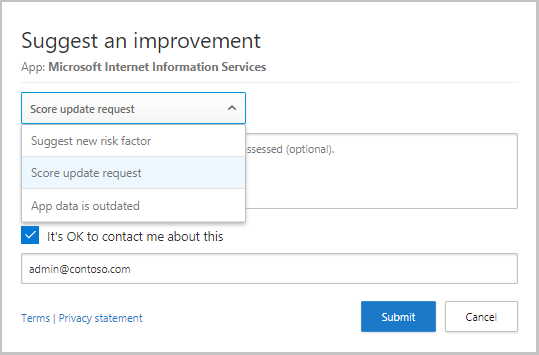 Suggest an improvement
App: Microsoft Internet Information Services
Score update request
Suggest new risk factor
assessed (optional).
Score update request
App data is outdated
It's OK to contact me about this
admin@contoso.com
Terms | Privacy statement
Submit
Cancel